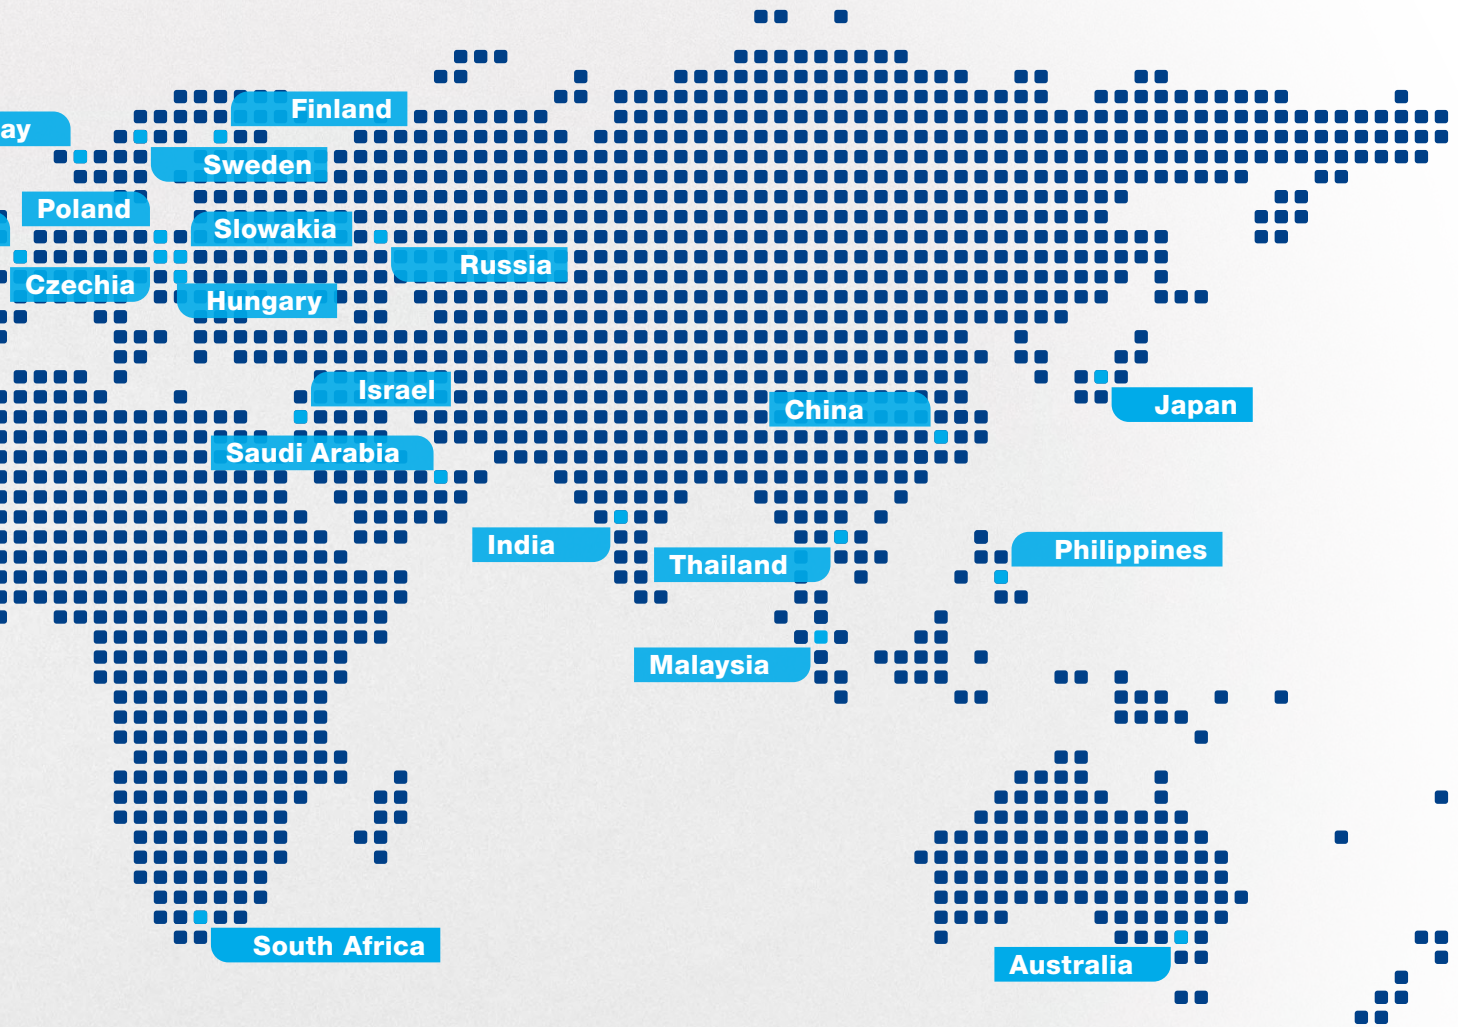 Finland
ay
Sweden
Poland
Slowakia
Russia
Czechia
Hungary
Israel
China
Japan
Saudi Arabia
India
Thailand
Philippines
Malaysia
South Africa
Australia